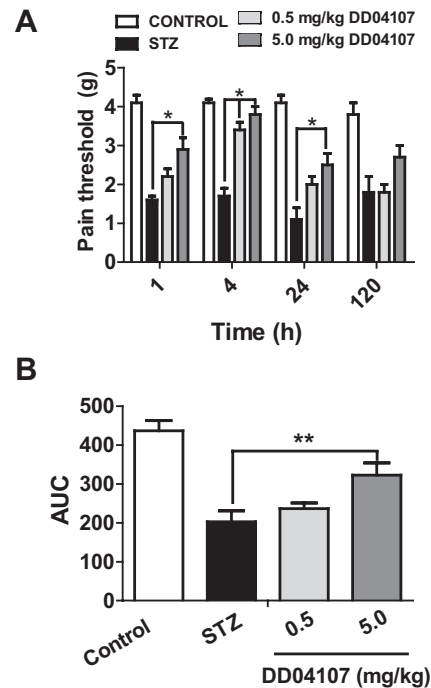 A
CONTROL
STZ
0.5 mg/kg DD04107
5.0 mg/kg DD04107
Pain threshold (g)
5
4
3
2
1
0
*
*
*
1
4
24
120
Time (h)
B
AUC
500
400
300
200
100
0
**
Control
STZ
0.5
5.0
DD04107 (mg/kg)